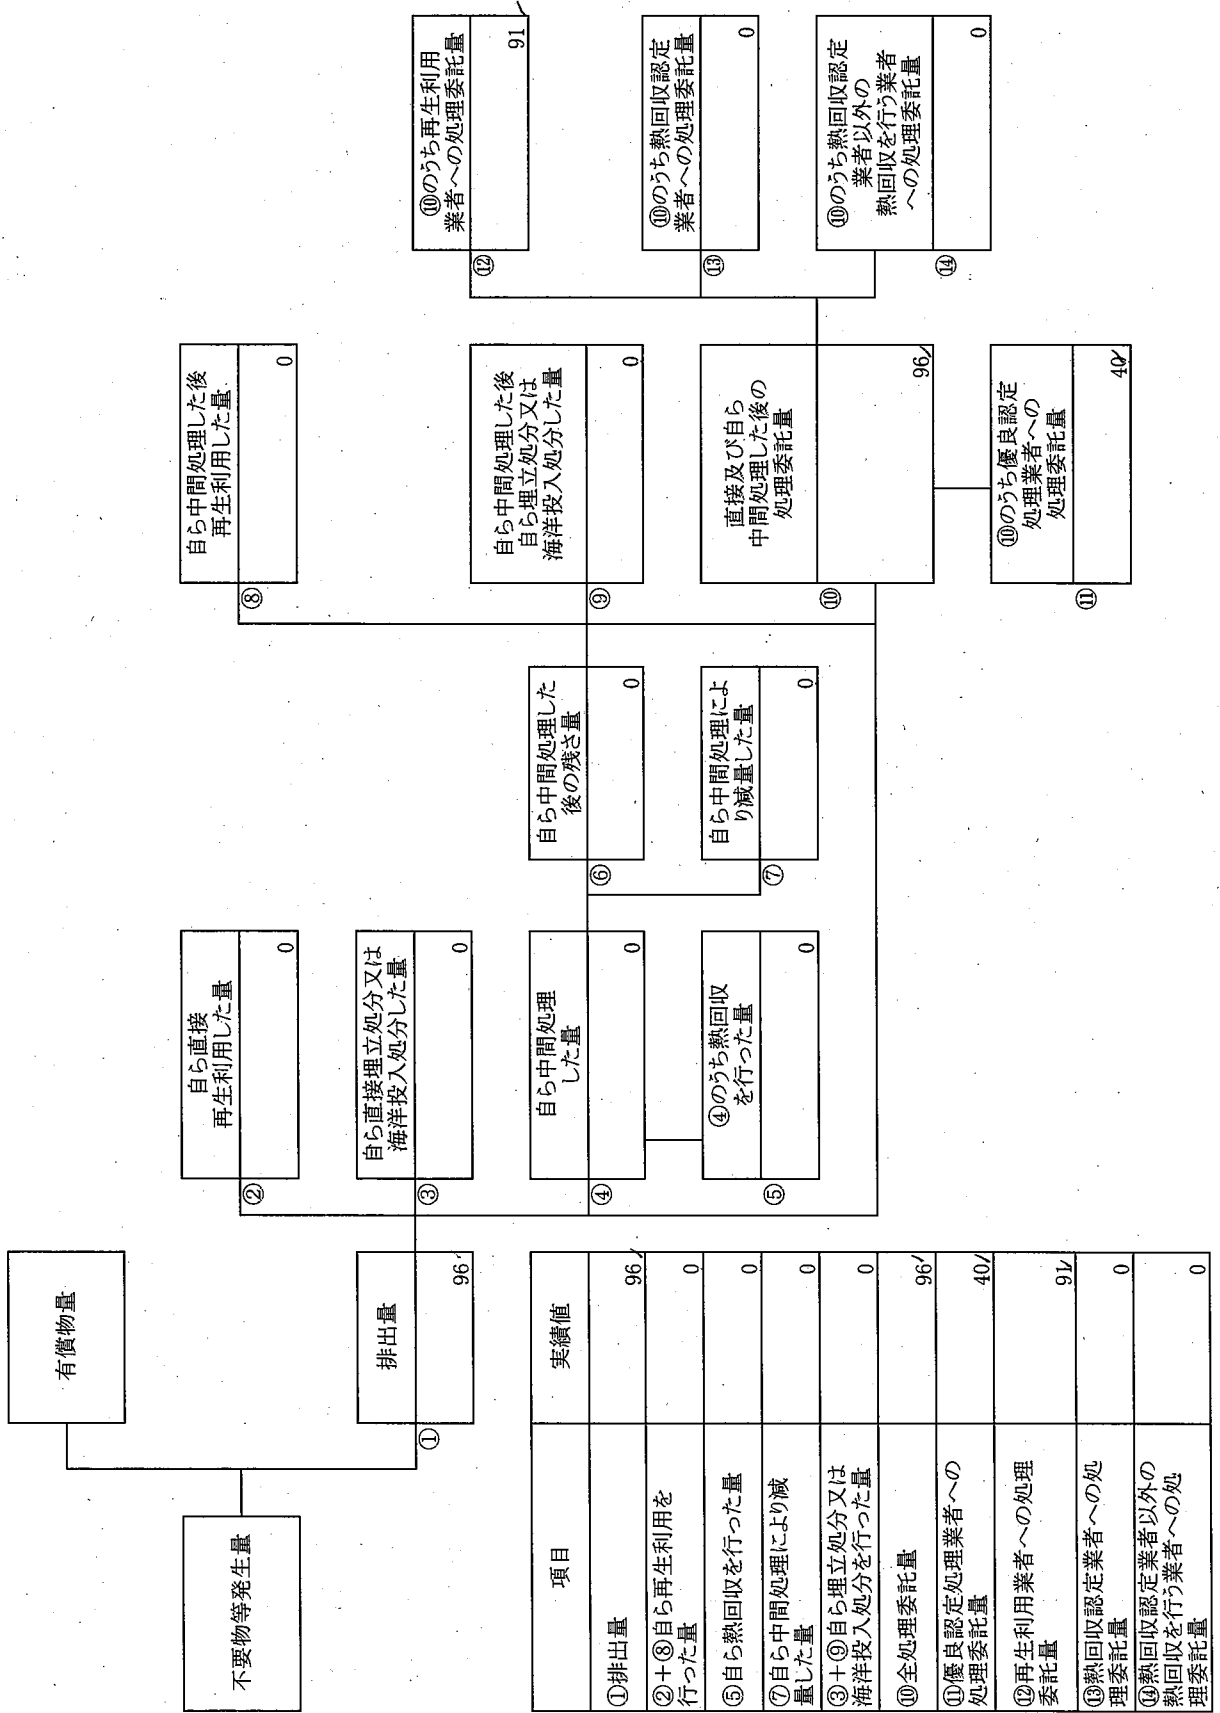 不要物等発生量
有償物量
①
排出量
96
②
自ら直接
再生利用した量
0
③
自ら直接埋立処分又は
海洋投入処分した量
0
④
自ら中間処理
した量
0
⑤
④のうち熱回収
を行った量
0
⑥
自ら中間処理した
後の残さ量
0
⑦
自ら中間処理によ
り減量した量
0
⑧
自ら中間処理した後
再生利用した量
0
⑨
自ら中間処理した後
自ら埋立処分又は
海洋投入処分した量
0
⑩
直接及び自ら
中間処理した後の
処理委託量
96
⑪
⑩のうち優良認定
処理業者への
処理委託量
40
⑫
⑩のうち再生利用
業者への処理委託量
91
⑬
⑩のうち熱回収認定
業者への処理委託量
0
⑭
⑩のうち熱回収認定
業者以外の
熱回収を行う業者
への処理委託量
0
項目 実績値
①排出量 96
②+⑧自ら再生利用を
行った量 0
⑤自ら熱回収を行った量 0
⑦自ら中間処理により減
量した量 0
③+⑨自ら埋立処分又は
海洋投入処分を行った量 0
⑩全処理委託量 96
⑪優良認定処理業者への
処理委託量 40
⑫再生利用業者への処理
委託量 91
⑬熱回収認定業者への処
理委託量 0
⑭熱回収認定業者以外の
熱回収を行う業者への処
理委託量 0